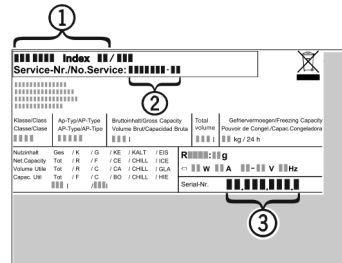 1
Index /
Service-Nr./No.Service: -
2
Klasse/Class Ap-Typ/AP-Type Bruttoinhalt/Gross Capacity Total Gefriervermoegen/Freezing Capacity
Classe/Clase AP-Type/AP-Tipo Volume Brut/Capacidad Bruta volume Pouvoir de Congel./Capac.Congeladora
l l kg / 24 h
Nutzinhalt Ges / K / G / KE / KALT / EIS
Net.Capacity Tot / R / F / CE / CHILL / ICE
Volume Utile Tot / R / C / CA / CHILL / GLA
Capac. Util Tot / F / C / BO / CHILL / HIE
l / l
R : g
W A - V Hz
Serial-Nr. . . .
3